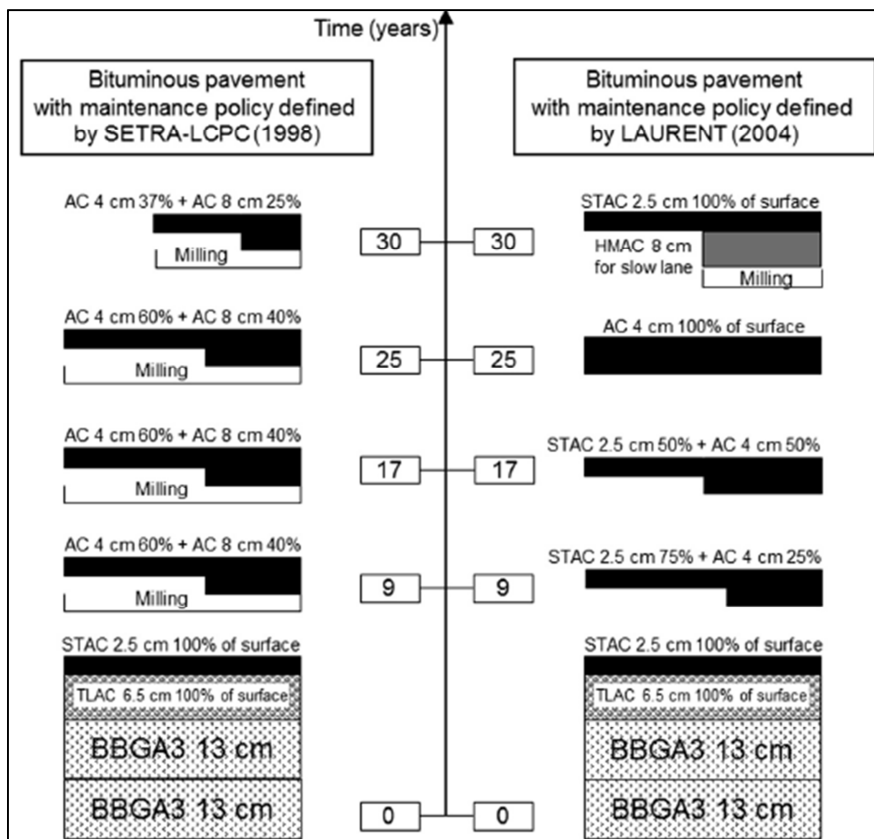 Time (years)
Bituminous pavement
with maintenance policy defined
by SETRA-LCPC (1998)
Bituminous pavement
with maintenance policy defined
by LAURENT (2004)
AC 4 cm 37% + AC 8 cm 25%
Milling
30
30
STAC 2.5 cm 100% of surface
HMAC 8 cm
for slow lane
Milling
AC 4 cm 60% + AC 8 cm 40%
Milling
25
25
AC 4 cm 100% of surface
AC 4 cm 60% + AC 8 cm 40%
Milling
17
17
STAC 2.5 cm 50% + AC 4 cm 50%
AC 4 cm 60% + AC 8 cm 40%
Milling
9
9
STAC 2.5 cm 75% + AC 4 cm 25%
STAC 2.5 cm 100% of surface
TLAC 6.5 cm 100% of surface
BBGA3 13 cm
BBGA3 13 cm
0
0
STAC 2.5 cm 100% of surface
TLAC 6.5 cm 100% of surface
BBGA3 13 cm
BBGA3 13 cm